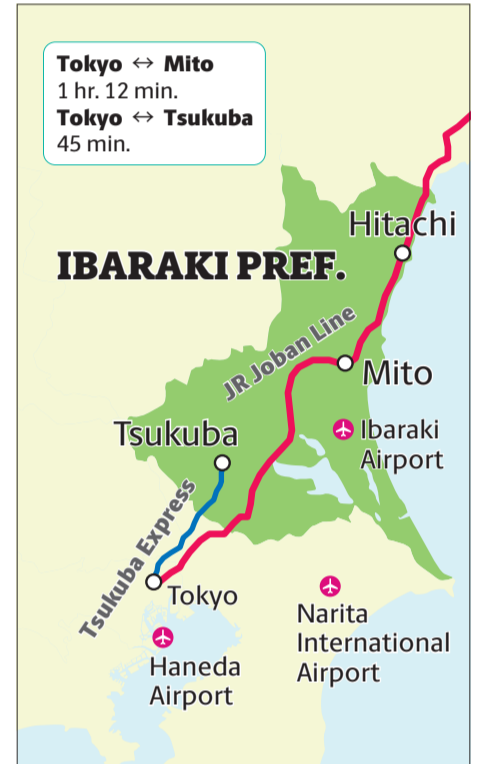 Tokyo ↔ Mito
1 hr. 12 min.
Tokyo ↔ Tsukuba
45 min.
Hitachi
IBARAKI PREF.
JR Joban Line
Mito
Tsukuba
Ibaraki
Airport
Tsukuba Express
Tokyo
Narita
International
Airport
Haneda
Airport